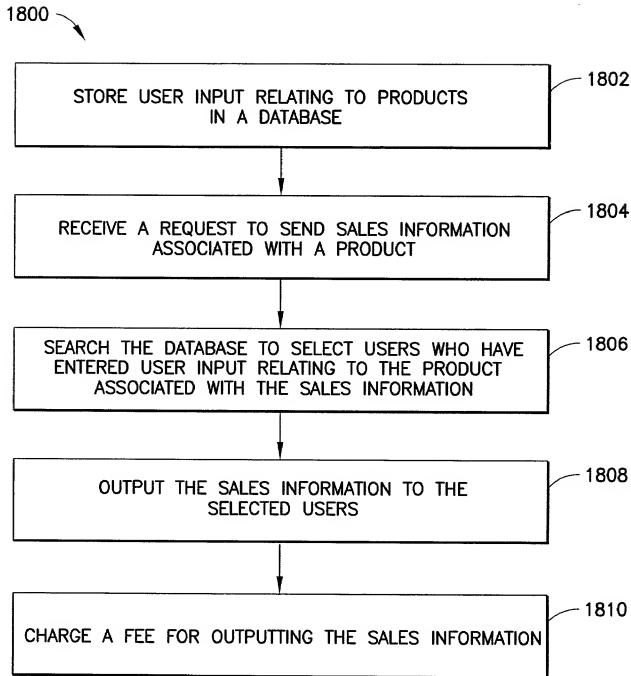 1800
STORE USER INPUT RELATING TO PRODUCTS
IN A DATABASE
1802
RECEIVE A REQUEST TO SEND SALES INFORMATION
ASSOCIATED WITH A PRODUCT
1804
SEARCH THE DATABASE TO SELECT USERS WHO HAVE
ENTERED USER INPUT RELATING TO THE PRODUCT
ASSOCIATED WITH THE SALES INFORMATION
1806
OUTPUT THE SALES INFORMATION TO THE
SELECTED USERS
1808
CHARGE A FEE FOR OUTPUTTING THE SALES INFORMATION
1810